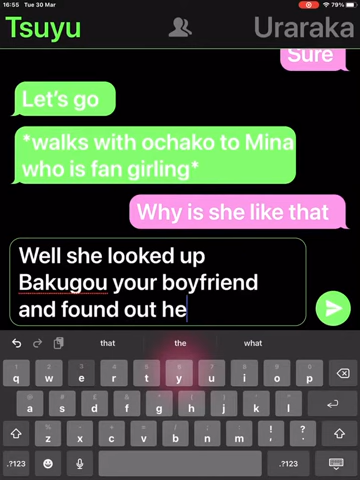 16:55 Tue 30 Mar 79%
Tsuyu Uraraka
Sure
Let's go
*walks with ochako to Mina
who is fan girling*
Why is she like that
Well she looked up
Bakugou your boyfriend
and found out he
that the what
q w e r t y u i o p
a s d f g h j k l
z x c v b n m ! , ? .
.?123 .?123